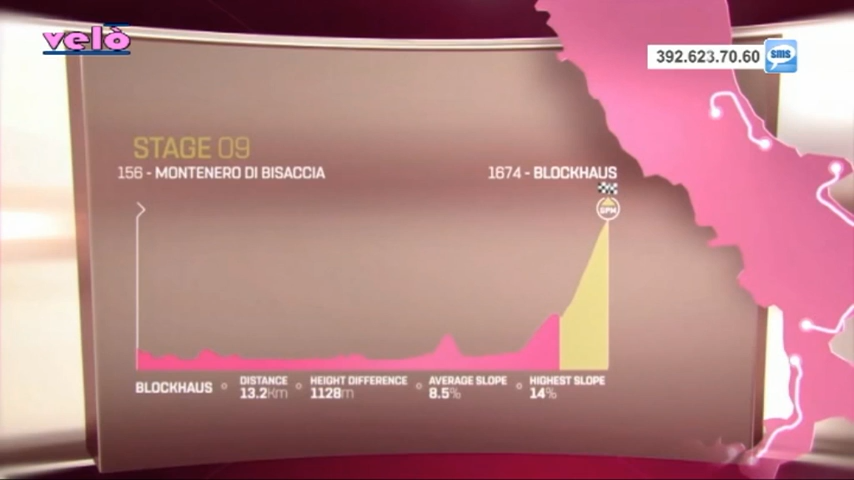 velò
392.623.70.60 sms
STAGE 09
156 - MONTENERO DI BISACCIA
1674 - BLOCKHAUS
GPM
BLOCKHAUS
DISTANCE
13.2Km
HEIGHT DIFFERENCE
1128m
AVERAGE SLOPE
8.5%
HIGHEST SLOPE
14%